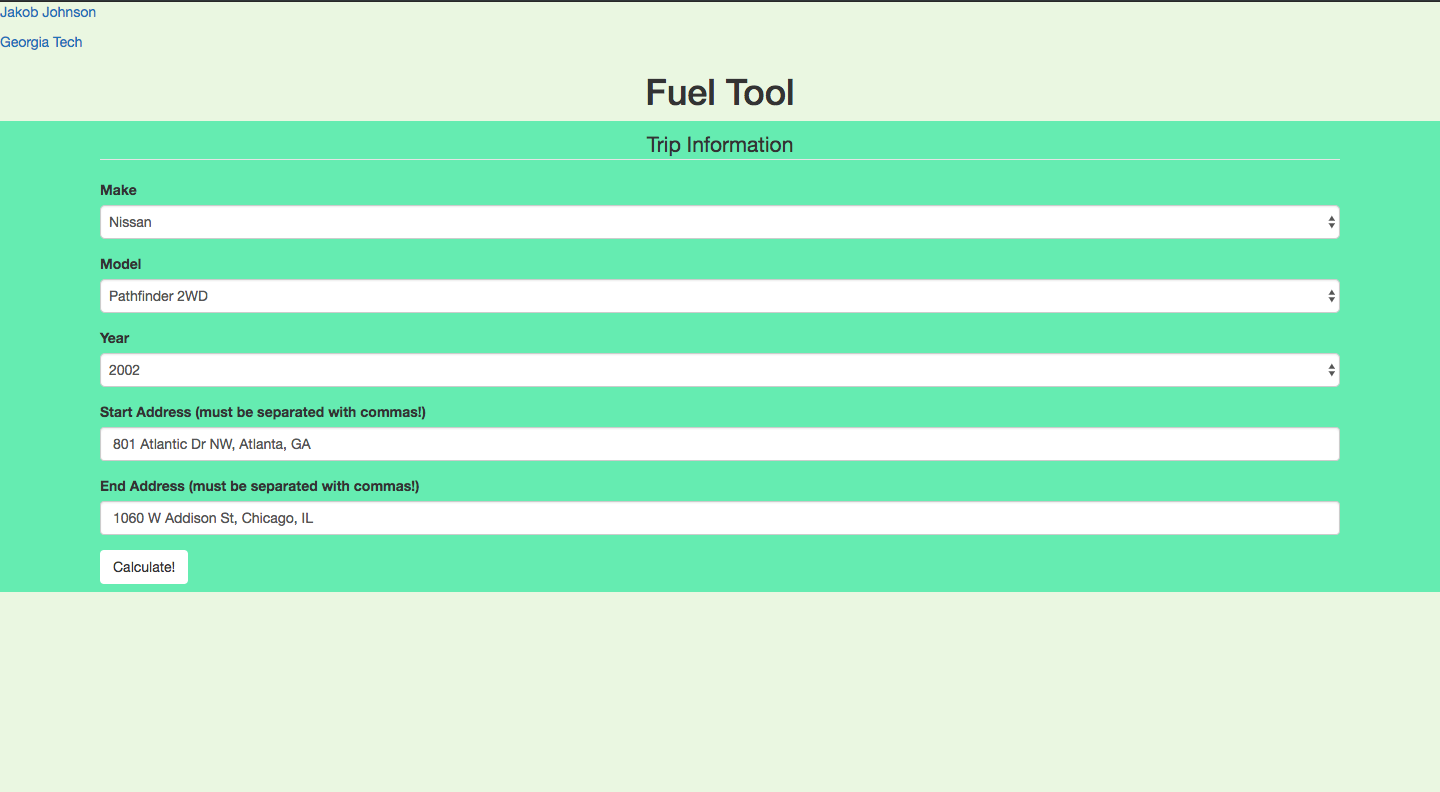 Jakob Johnson
Georgia Tech
Fuel Tool
Trip Information
Make
Nissan
Model
Pathfinder 2WD
Year
2002
Start Address (must be separated with commas!)
801 Atlantic Dr NW, Atlanta, GA
End Address (must be separated with commas!)
1060 W Addison St, Chicago, IL
Calculate!